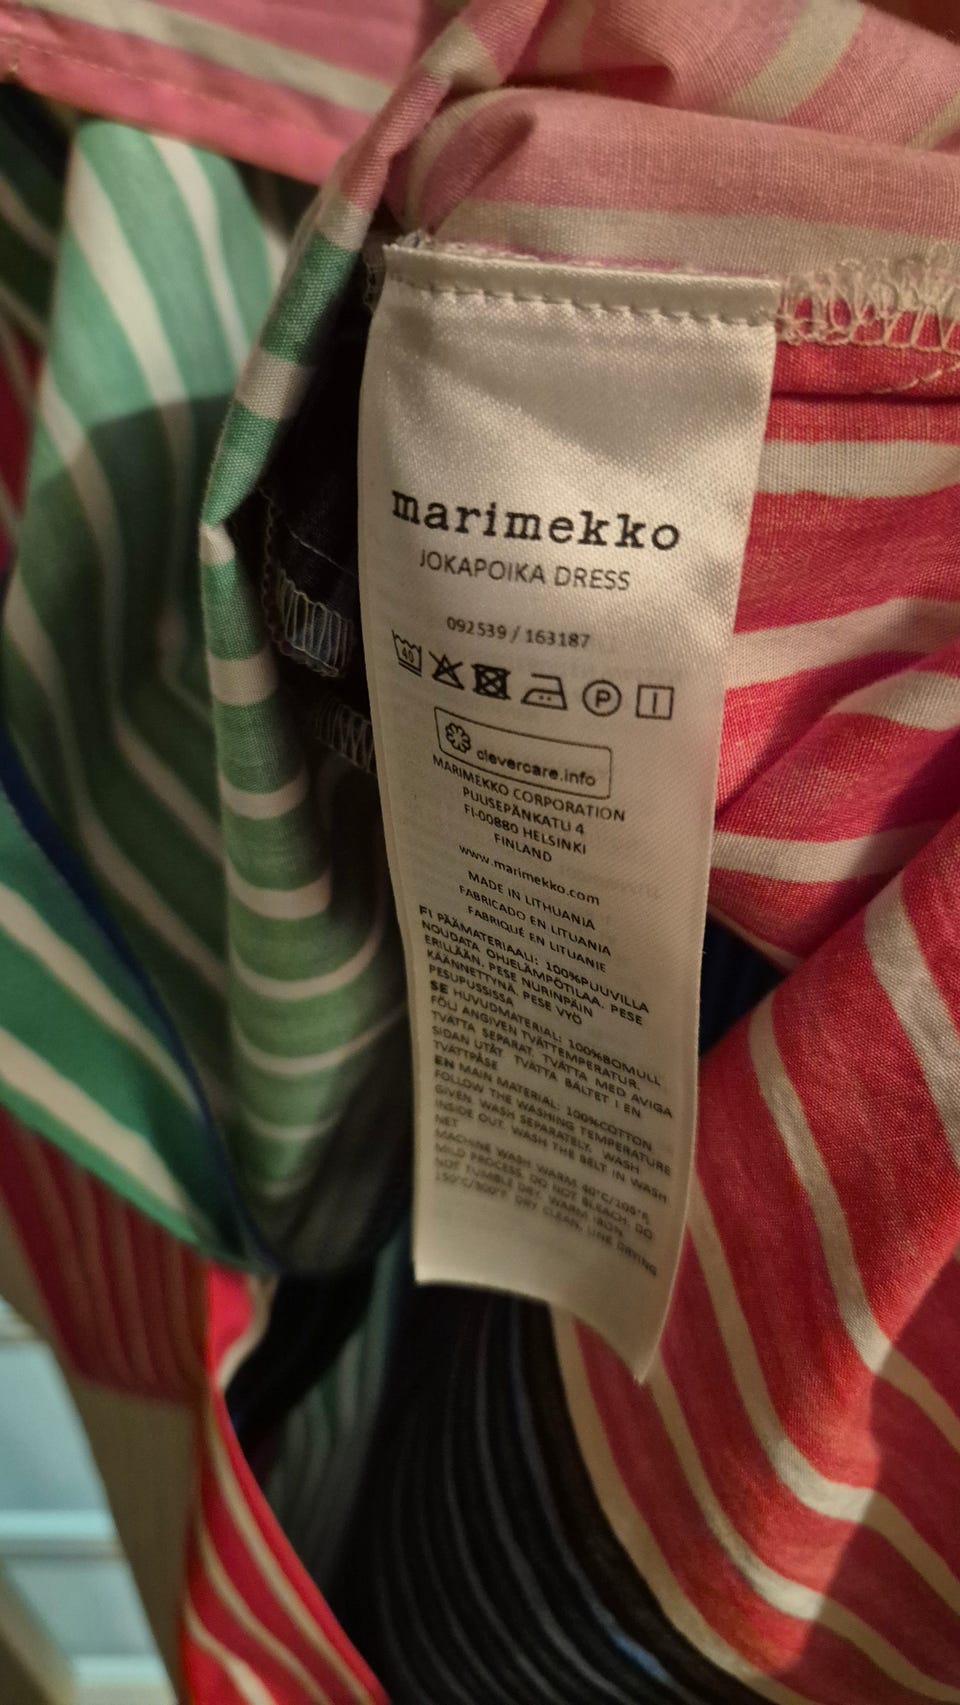 marimekko
JOKAPOIKA DRESS
092539 / 163187
40
P
clevercare.info
MARIMEKKO CORPORATION
PUUSEPÄNKATU 4
FI-00880 HELSINKI
FINLAND
www.marimekko.com
MADE IN LITHUANIA
FABRICADO EN LITUANIA
FABRIQUÉ EN LITUANIE
FI PÄÄMATERIAALI: 100%PUUVILLA
NOUDATA OHJELÄMPÖTILAA. PESE
ERILLÄÄN. PESE NURINPÄIN
KÄÄNNETTYNÄ. PESE VYÖ
PESUPUSSISSA
SE HUVUDMATERIAL: 100%BOMULL
FÖLJ ANGIVEN TVÄTTEMPERATUR.
TVÄTTA SEPARAT. TVÄTTA MED AVIGA
SIDAN UTÅT TVÄTTA BÄLTET I EN
TVÄTTPÅSE
EN MAIN MATERIAL: 100%COTTON
FOLLOW THE WASHING TEMPERATURE
GIVEN. WASH SEPARATELY. WASH
INSIDE OUT. WASH THE BELT IN WASH
NET
MACHINE WASH WARM 40°C/105°F,
MILD PROCESS. DO NOT BLEACH. DO
NOT TUMBLE DRY. WARM IRON
150°C/300°F DRY CLEAN. LINE DRYING